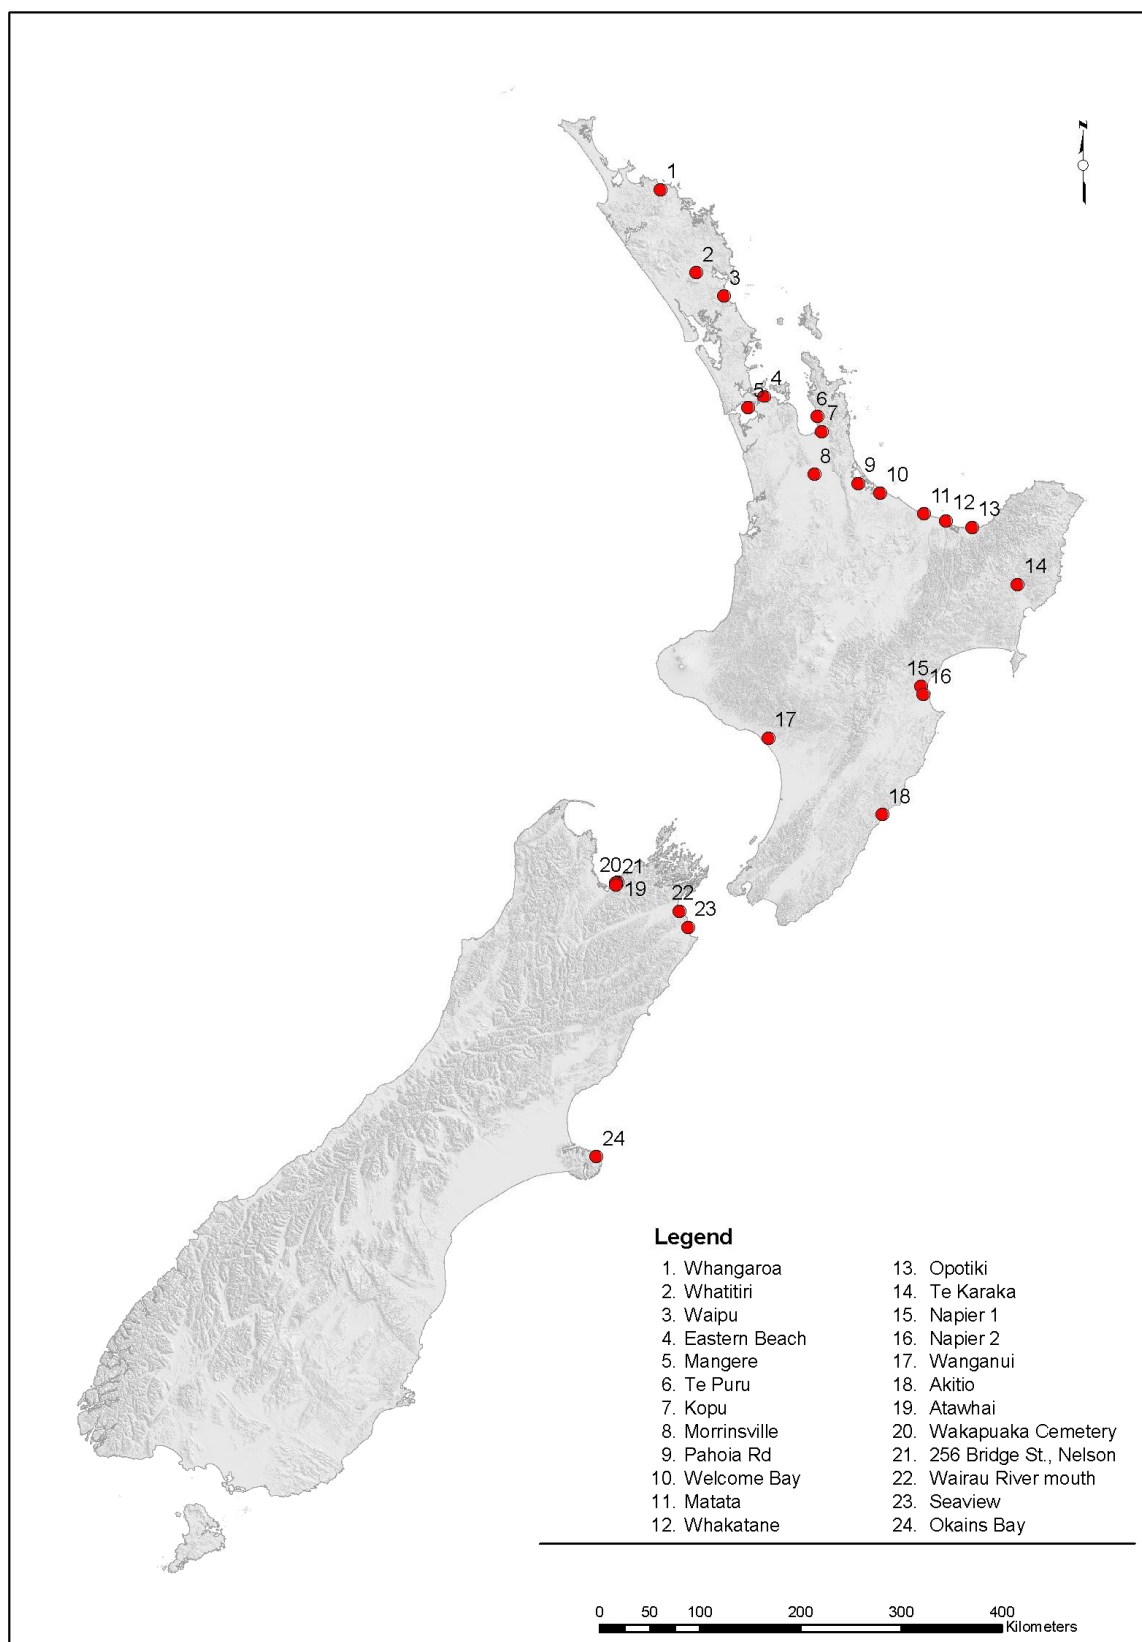 N
1
2
3
4
5
6
7
8
9
10
11
12
13
14
15
16
17
18
20
21
19
22
23
24
Legend
1. Whangaroa
2. Whatitiri
3. Waipu
4. Eastern Beach
5. Mangere
6. Te Puru
7. Kopu
8. Morrinsville
9. Pahoia Rd
10. Welcome Bay
11. Matata
12. Whakatane
13. Opotiki
14. Te Karaka
15. Napier 1
16. Napier 2
17. Wanganui
18. Akitio
19. Atawhai
20. Wakapuaka Cemetery
21. 256 Bridge St., Nelson
22. Wairau River mouth
23. Seaview
24. Okains Bay
0 50 100 200 300 400
Kilometers